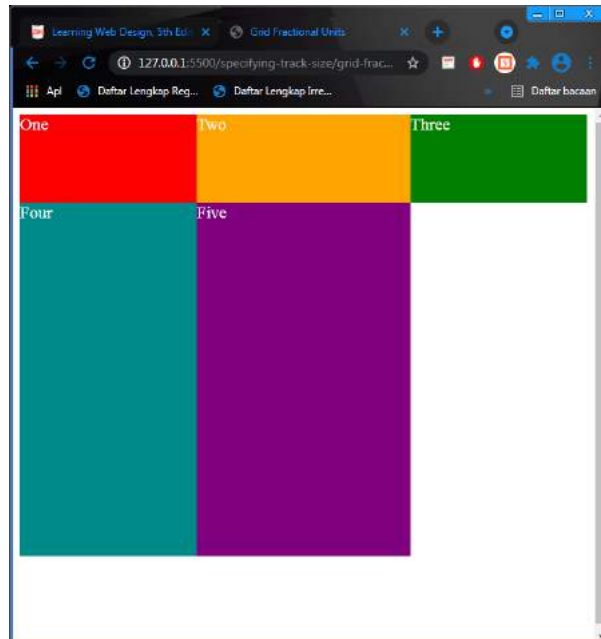 Learning Web Design, 5th Edi
Grid Fractional Units
127.0.0.1:5500/specifying-track-size/grid-frac...
Apl
Daftar Lengkap Reg...
Daftar Lengkap Irre...
Daftar bacaan
One
Two
Three
Four
Five